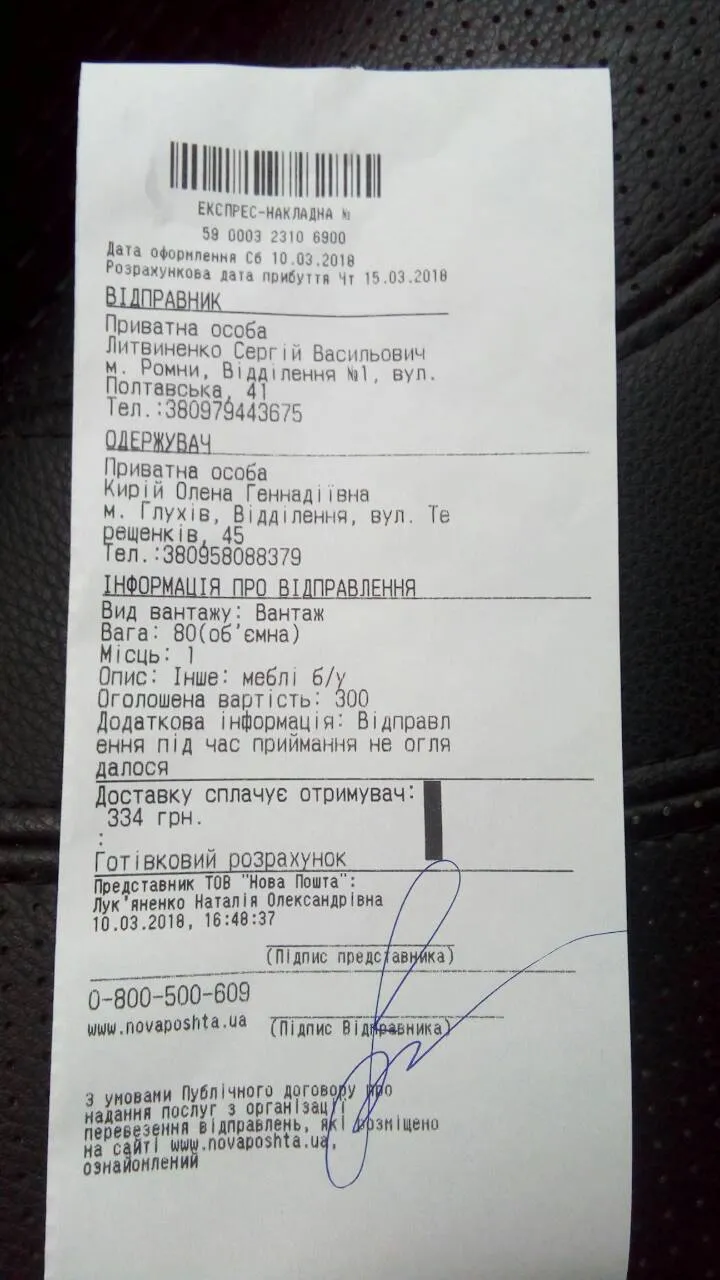 ЕКСПРЕС-НАКЛАДНА №
59 0003 2310 6900
Дата оформлення Сб 10.03.2018
Розрахункова дата прибуття Чт 15.03.2018
ВІДПРАВНИК
Приватна особа
Литвиненко Сергій Васильович
м. Ромни, Відділення №1, вул.
Полтавська, 41
Тел.:380979443675
ОДЕРЖУВАЧ
Приватна особа
Кирій Олена Геннадіївна
м. Глухів, Відділення, вул. Те
рещенків, 45
Тел.:380958088379
ІНФОРМАЦІЯ ПРО ВІДПРАВЛЕННЯ
Вид вантажу: Вантаж
Вага: 80(об'ємна)
Місць: 1
Опис: Інше: меблі б/у
Оголошена вартість: 300
Додаткова інформація: Відправл
ення під час приймання не огля
далося
Доставку сплачує отримувач:
334 грн.
:
Готівковий розрахунок
Представник ТОВ "Нова Пошта":
Лук'яненко Наталія Олександрівна
10.03.2018, 16:48:37
(Підпис представника)
0-800-500-609
www.novaposhta.ua (Підпис Відправника)
З умовами Публічного договору про
надання послуг з організації
перевезення відправлень, які розміщено
на сайті www.novaposhta.ua,
ознайомлений